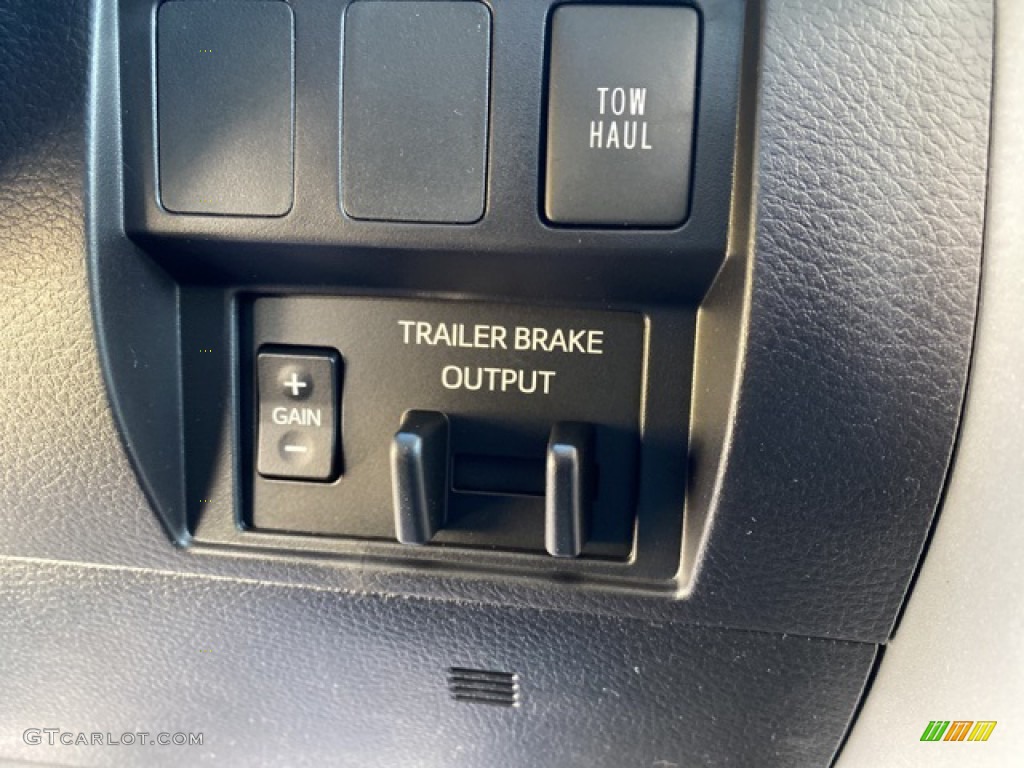 TOW
HAUL
TRAILER BRAKE
OUTPUT
+
GAIN
−
GTCARLOT.COM